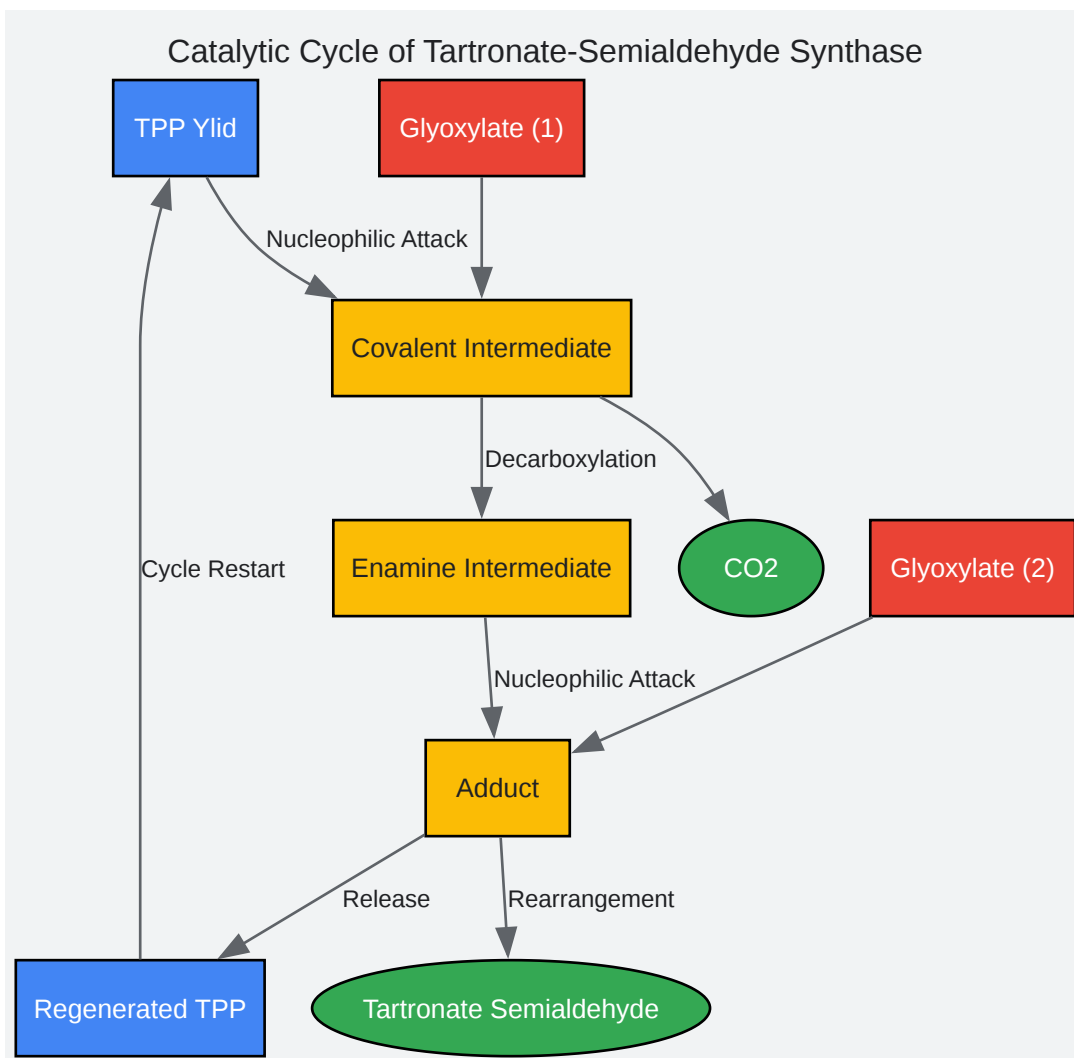 Catalytic Cycle of Tartronate-Semialdehyde Synthase
TPP Ylid
Glyoxylate (1)
Nucleophilic Attack
Covalent Intermediate
Decarboxylation
Cycle Restart
Enamine Intermediate
CO2
Glyoxylate (2)
Nucleophilic Attack
Adduct
Release
Rearrangement
Regenerated TPP
Tartronate Semialdehyde